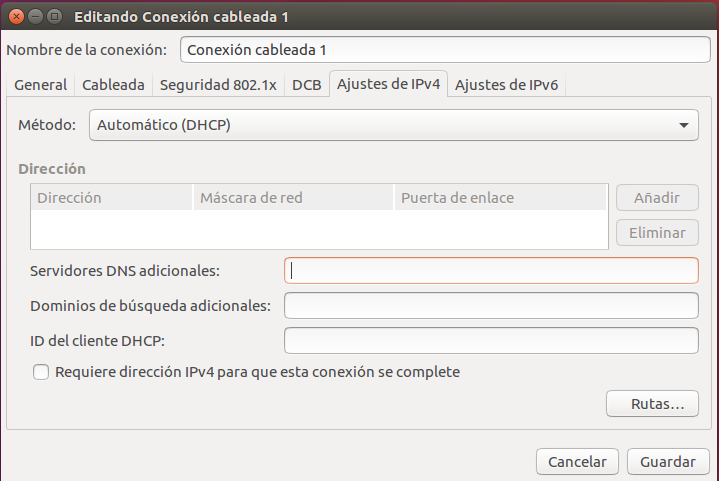 Editando Conexión cableada 1
Nombre de la conexión: Conexión cableada 1
General Cableada Seguridad 802.1x DCB Ajustes de IPv4 Ajustes de IPv6
Método: Automático (DHCP)
Dirección
Dirección Máscara de red Puerta de enlace Añadir
Eliminar
Servidores DNS adicionales:
Dominios de búsqueda adicionales:
ID del cliente DHCP:
Requiere dirección IPv4 para que esta conexión se complete
Rutas...
Cancelar Guardar